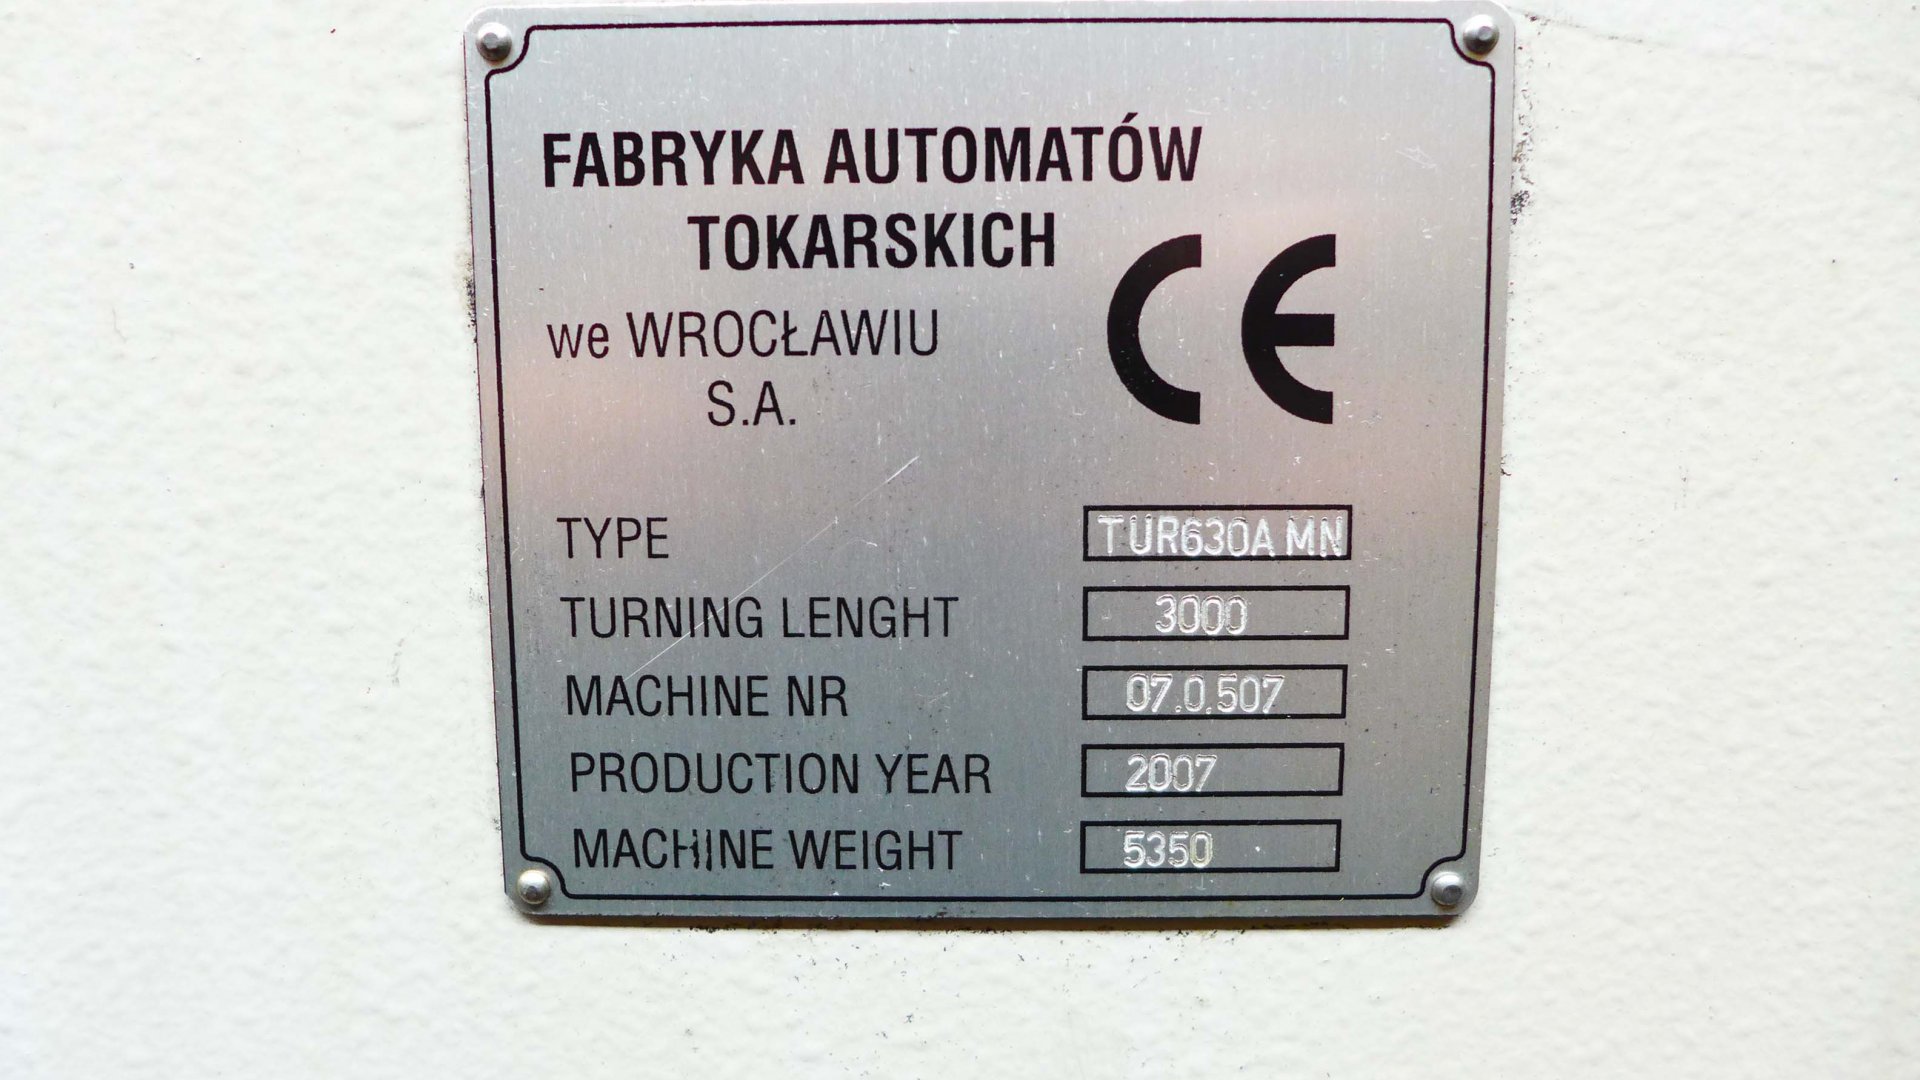 FABRYKA AUTOMATÓW
TOKARSKICH
we WROCŁAWIU
S.A.
CE
TYPE TUR630A MN
TURNING LENGHT 3000
MACHINE NR 07.0.507
PRODUCTION YEAR 2007
MACHINE WEIGHT 5350